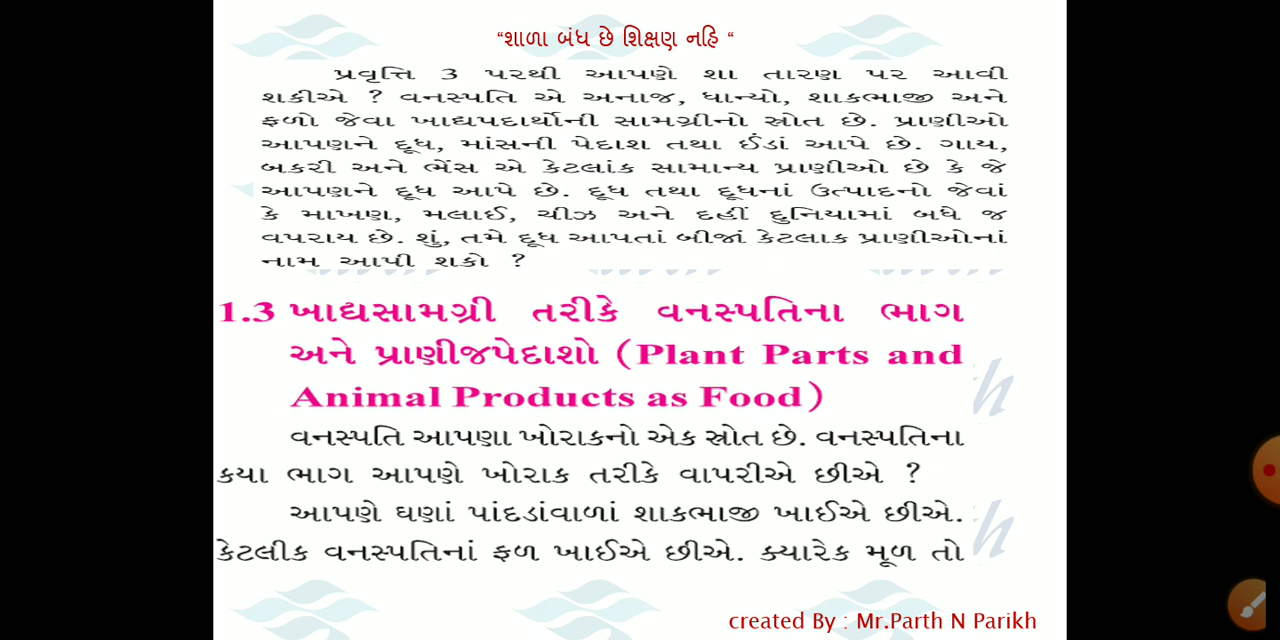 “શાળા બંધ છે શિક્ષણ નહિ “
પ્રવૃત્તિ 3 પરથી આપણે શા તારણ પર આવી
શકીએ ? વનસ્પતિ એ અનાજ, ધાન્યો, શાકભાજી અને
ફળો જેવા ખાદ્યપદાર્થોની સામગ્રીનો સ્રોત છે. પ્રાણીઓ
આપણને દૂધ, માંસની પેદાશ તથા ઈંડાં આપે છે. ગાય,
બકરી અને ભેંસ એ કેટલાંક સામાન્ય પ્રાણીઓ છે કે જે
આપણને દૂધ આપે છે. દૂધ તથા દૂધનાં ઉત્પાદનો જેવાં
કે માખણ, મલાઈ, ચીઝ અને દહીં દુનિયામાં બધે જ
વપરાય છે. શું, તમે દૂધ આપતાં બીજાં કેટલાક પ્રાણીઓનાં
નામ આપી શકો ?
1.3 ખાદ્યસામગ્રી તરીકે વનસ્પતિના ભાગ
અને પ્રાણીજપેદાશો (Plant Parts and
Animal Products as Food)
વનસ્પતિ આપણા ખોરાકનો એક સ્રોત છે. વનસ્પતિના
કયા ભાગ આપણે ખોરાક તરીકે વાપરીએ છીએ ?
આપણે ઘણાં પાંદડાંવાળાં શાકભાજી ખાઈએ છીએ.
કેટલીક વનસ્પતિનાં ફળ ખાઈએ છીએ. ક્યારેક મૂળ તો
created By : Mr.Parth N Parikh